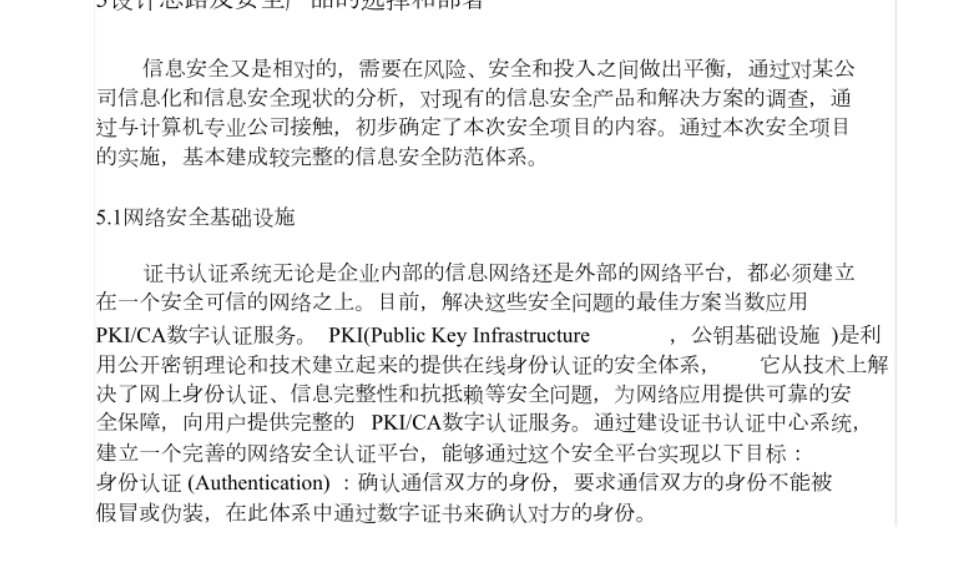 5设计思路及安全产品的选择和部署
信息安全又是相对的，需要在风险、安全和投入之间做出平衡，通过对某公
司信息化和信息安全现状的分析，对现有的信息安全产品和解决方案的调查，通
过与计算机专业公司接触，初步确定了本次安全项目的内容。通过本次安全项目
的实施，基本建成较完整的信息安全防范体系。
5.1网络安全基础设施
证书认证系统无论是企业内部的信息网络还是外部的网络平台，都必须建立
在一个安全可信的网络之上。目前，解决这些安全问题的最佳方案当数应用
PKI/CA数字认证服务。 PKI(Public Key Infrastructure ，公钥基础设施 )是利
用公开密钥理论和技术建立起来的提供在线身份认证的安全体系， 它从技术上解
决了网上身份认证、信息完整性和抗抵赖等安全问题，为网络应用提供可靠的安
全保障，向用户提供完整的 PKI/CA数字认证服务。通过建设证书认证中心系统，
建立一个完善的网络安全认证平台，能够通过这个安全平台实现以下目标：
身份认证 (Authentication) ：确认通信双方的身份，要求通信双方的身份不能被
假冒或伪装，在此体系中通过数字证书来确认对方的身份。